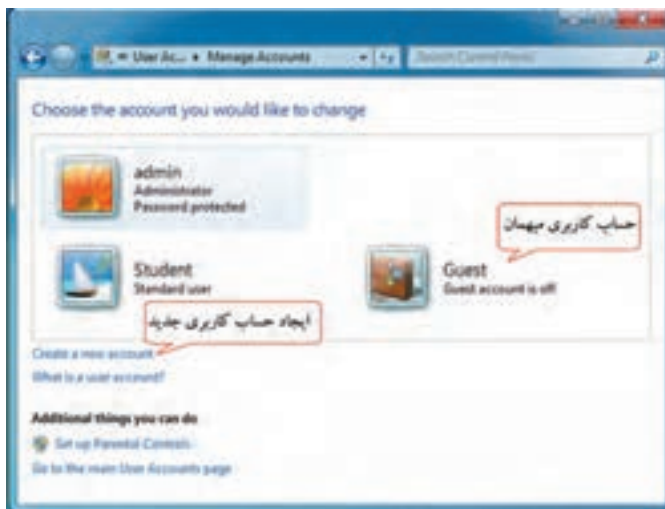 User Ac... Manage Accounts Search Control Panel
Choose the account you would like to change
admin
Administrator
Password protected
حساب کاربری میهمان
Student
Standard user
Guest
Guest account is off
ایجاد حساب کاربری جدید
Create a new account
What is a user account?
Additional things you can do
Set up Parental Controls
Go to the main User Accounts page